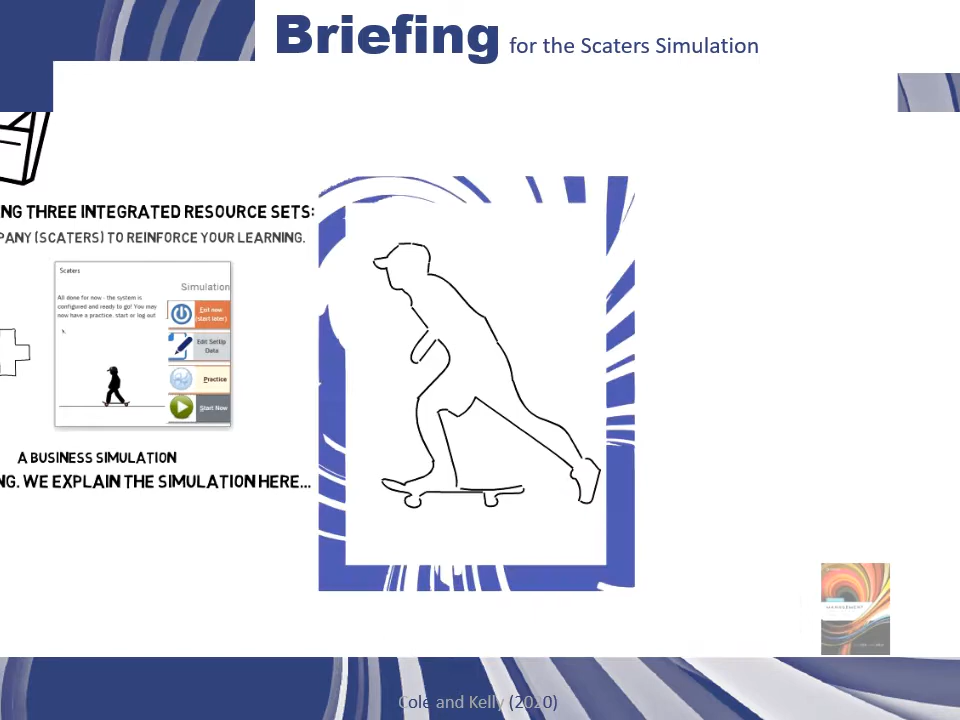 Briefing for the Scaters Simulation
NG THREE INTEGRATED RESOURCE SETS:
PANY (SCATERS) TO REINFORCE YOUR LEARNING.
Scaters
Simulation
All done for now - the system is
configured and ready to go! You may
now have a practice, start or log out
Exit now
(start later)
Edit SetUp
Data
Practice
Start Now
A BUSINESS SIMULATION
NG. WE EXPLAIN THE SIMULATION HERE...
MANAGEMENT
Cole and Kelly (2020)